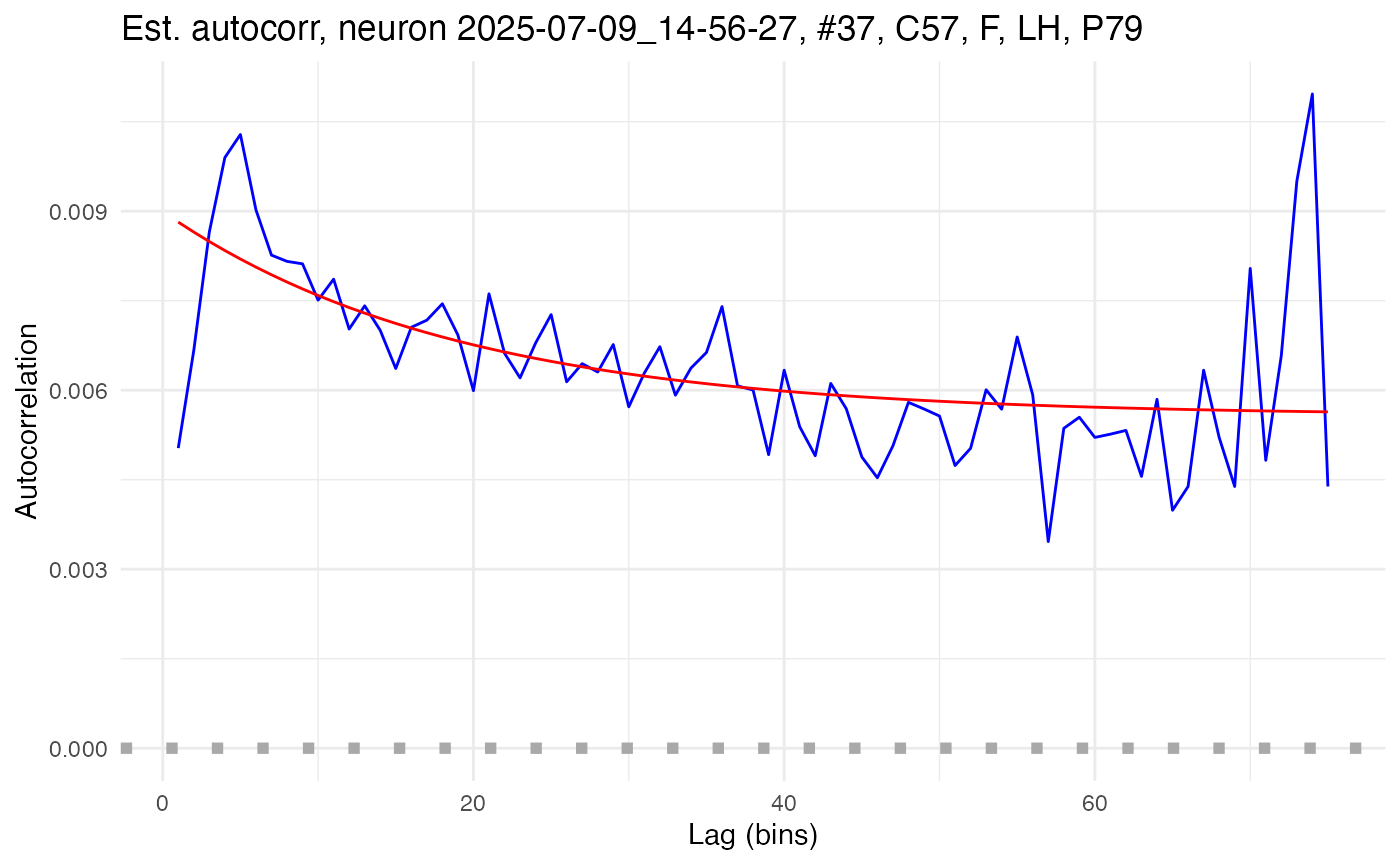 Est. autocorr, neuron 2025-07-09_14-56-27, #37, C57, F, LH, P79
Autocorrelation
0.009
0.006
0.003
0.000
0
20
40
60
Lag (bins)